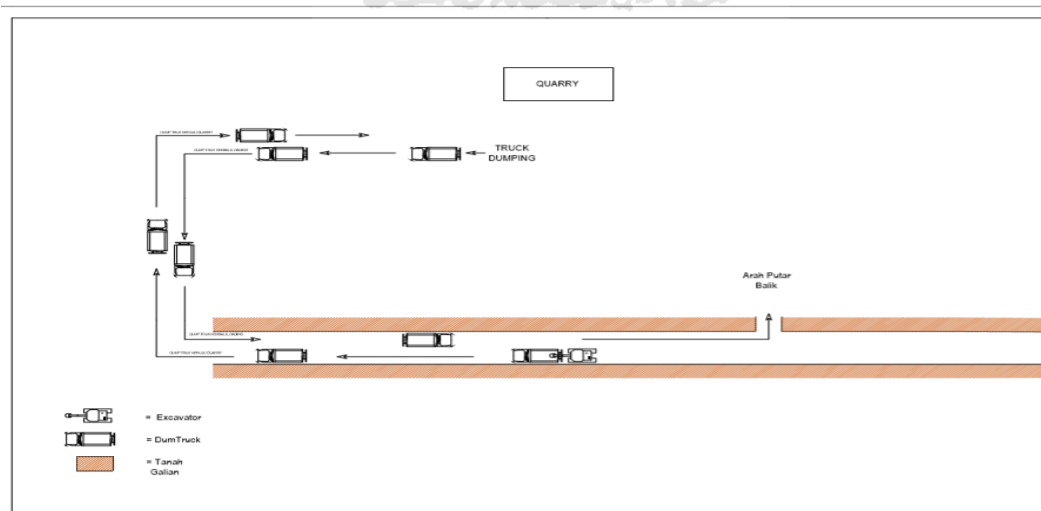 QUARRY
TRUCK
DUMPING
Arah Putar
Balik
= Excavator
= DumTruck
= Tanah
Galian